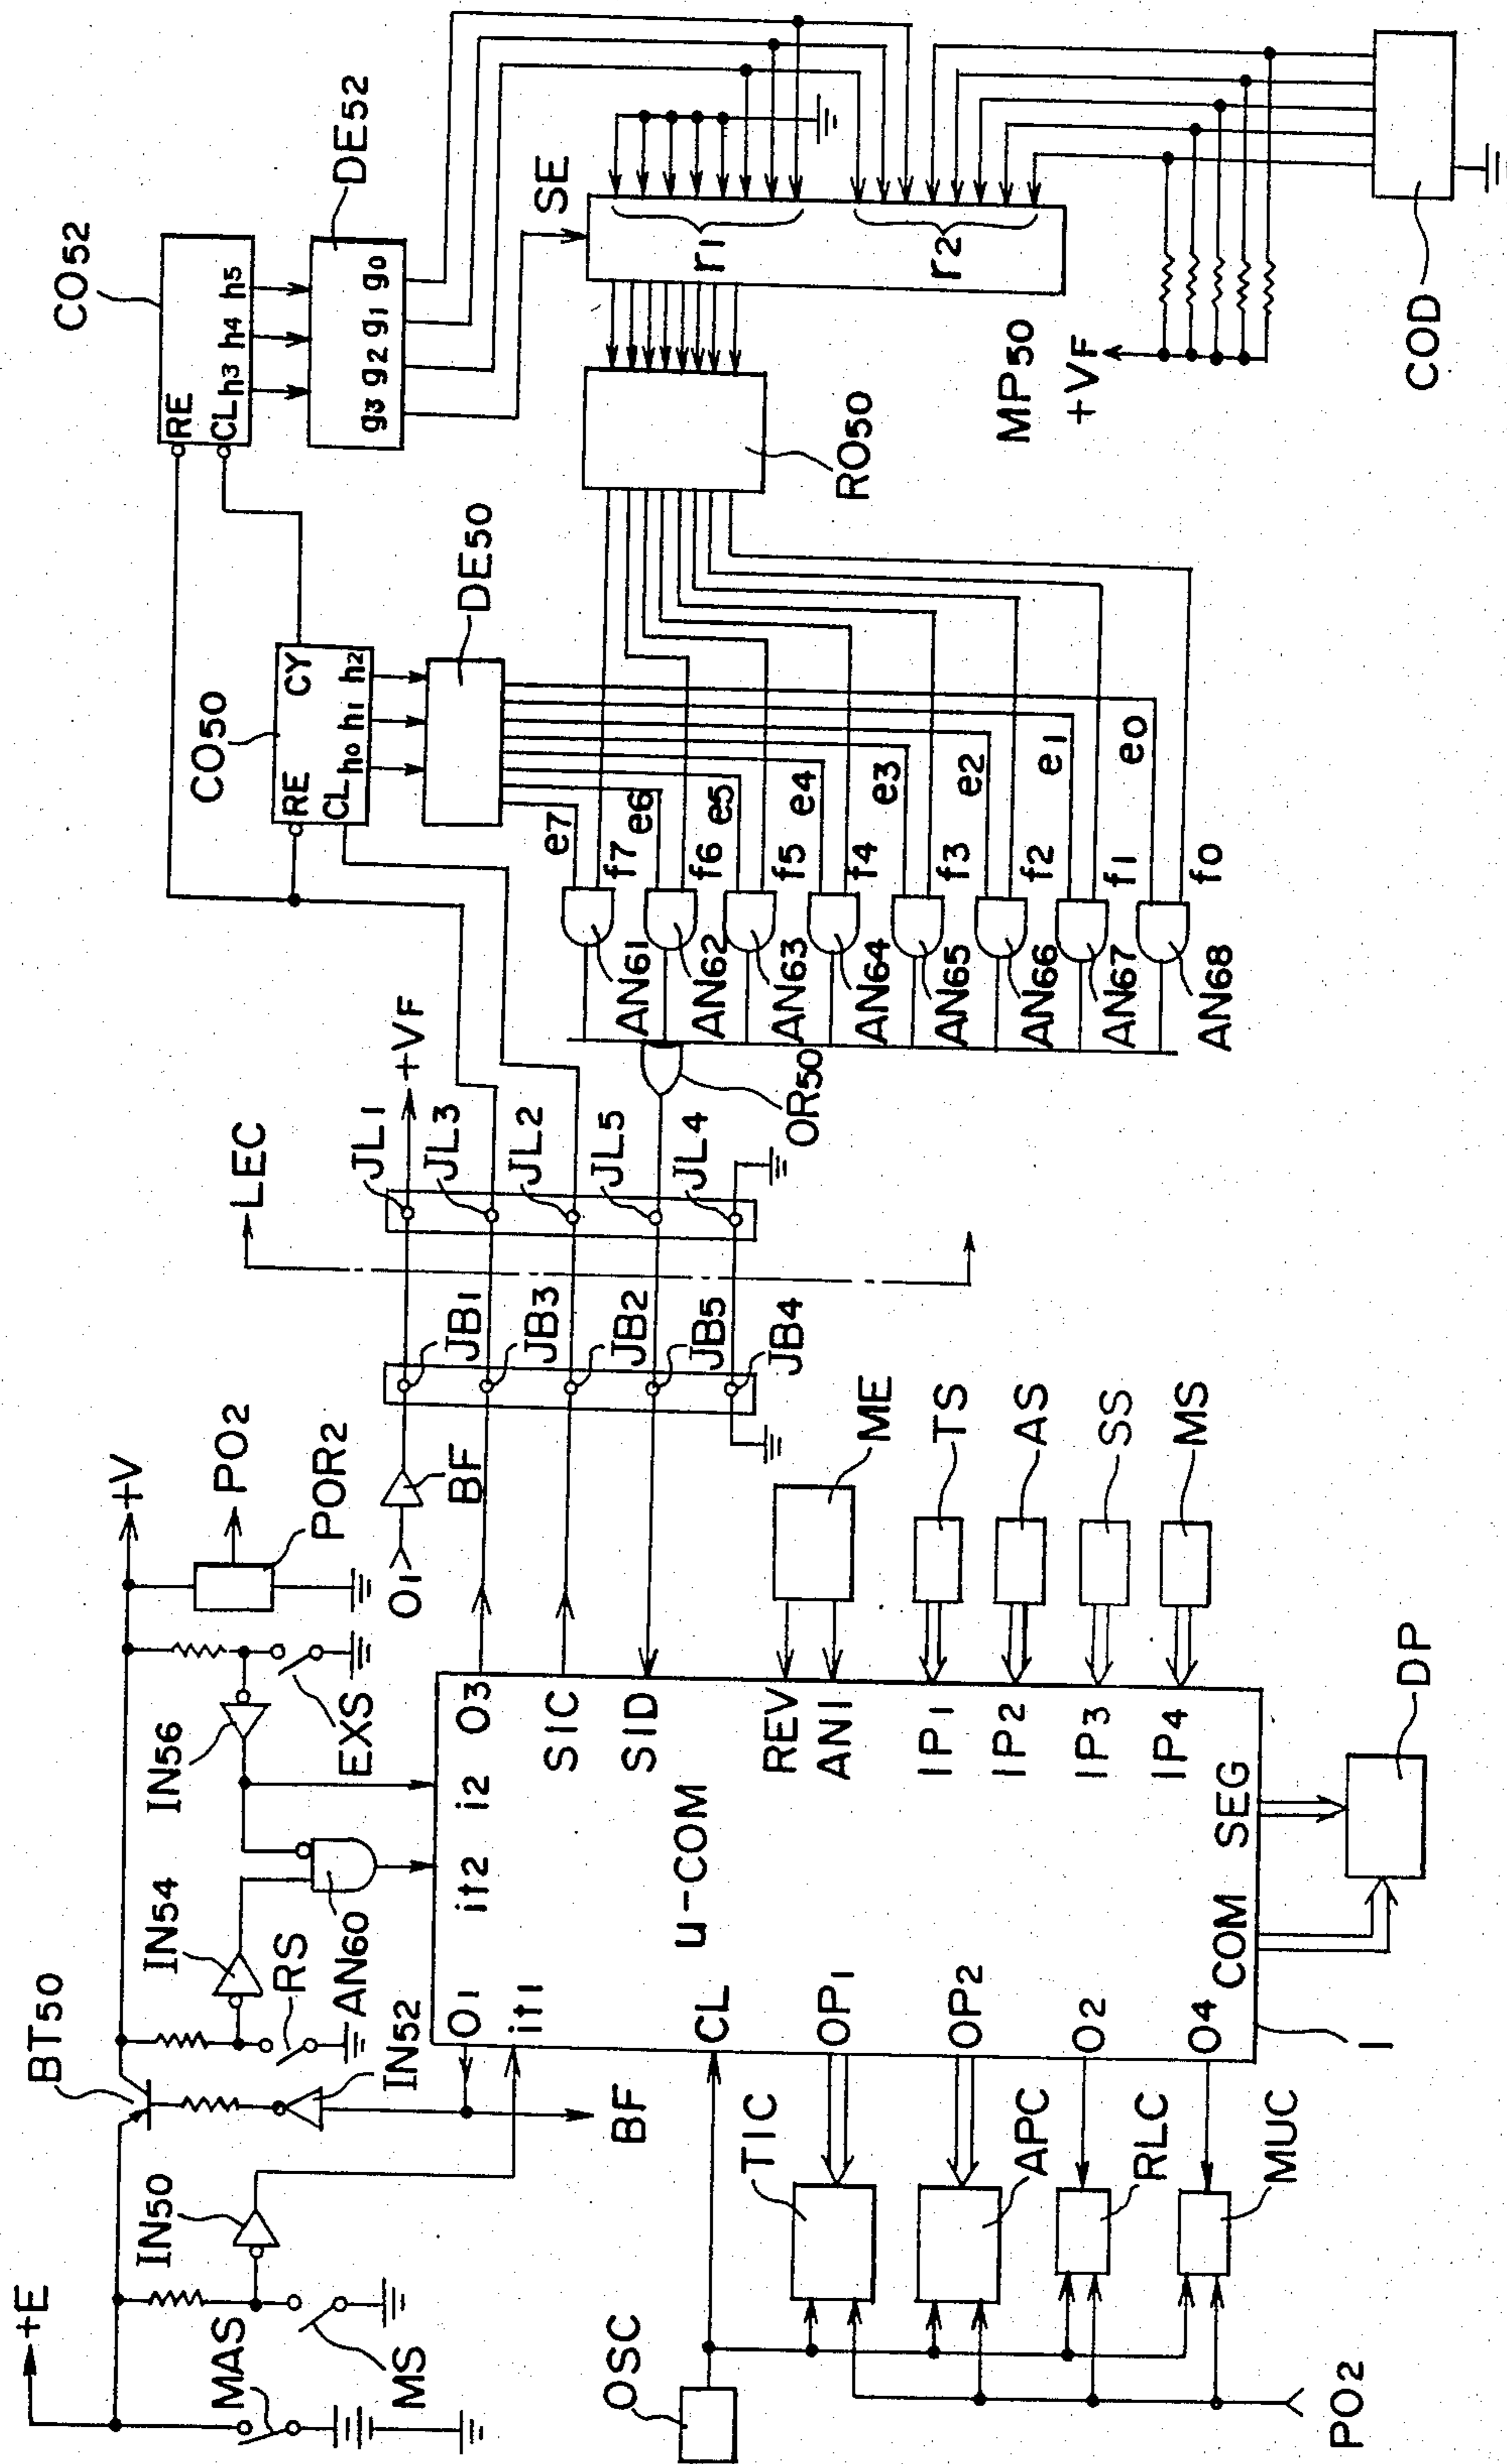 +E
MAS
MS
IN50
BT50
IN52
RS
IN54
AN60
IN56
EXS
+V
PO2
POR2
BF
O1
BF
LEC
JB1
JB3
JB2
JB5
JB4
JL1
JL3
JL2
JL5
JL4
+VF
OR50
CO50
RE
CY
CL
h0
h1
h2
DE50
CO52
RE
CL
h3
h4
h5
DE52
g3
g2
g1
g0
SE
r1
r2
MP50
+VF
COD
RO50
e7
f7
e6
f6
e5
f5
e4
f4
e3
f3
e2
f2
e1
f1
e0
f0
AN61
AN62
AN63
AN64
AN65
AN66
AN67
AN68
O1
it1
it2
i2
O3
SIC
SID
REV
ANI
IP1
IP2
IP3
IP4
SEG
COM
u-COM
CL
OP1
OP2
O2
O4
1
ME
TS
AS
SS
MS
DP
OSC
TIC
APC
RLC
MUC
PO2